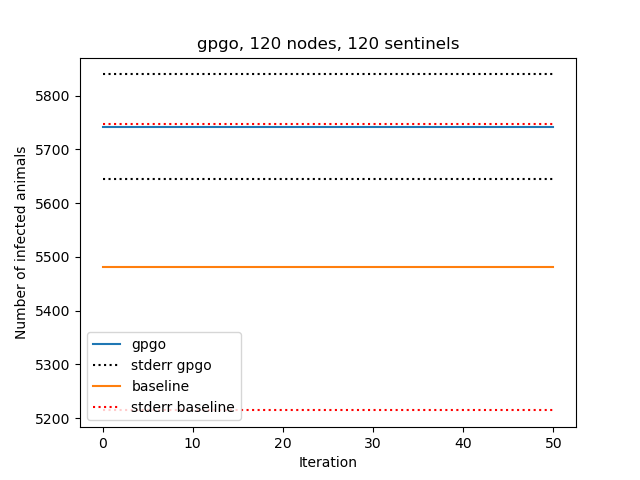 gpgo, 120 nodes, 120 sentinels
Number of infected animals
5800
5700
5600
5500
5400
5300
5200
gpgo
stderr gpgo
baseline
stderr baseline
0 10 20 30 40 50
Iteration